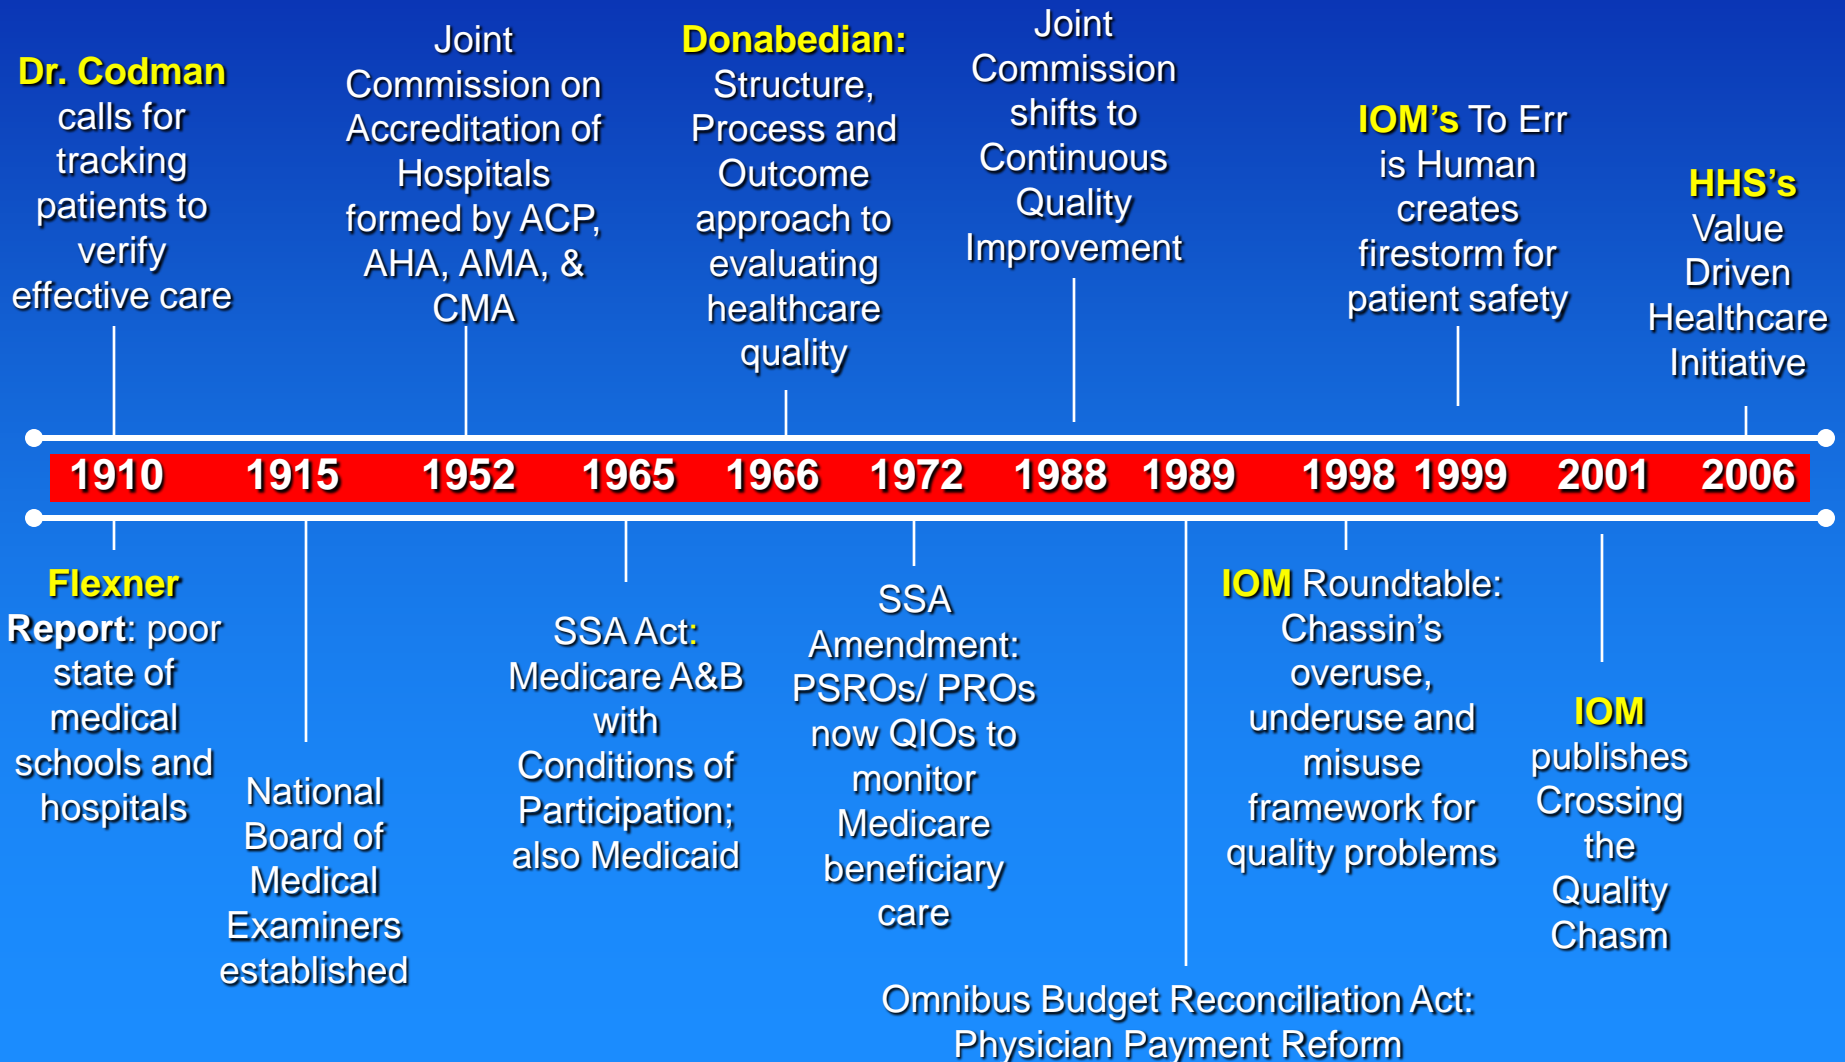 Dr. Codman
calls for
tracking
patients to
verify
effective care
Joint
Commission on
Accreditation of
Hospitals
formed by ACP,
AHA, AMA, &
CMA
Donabedian:
Structure,
Process and
Outcome
approach to
evaluating
healthcare
quality
Joint
Commission
shifts to
Continuous
Quality
Improvement
IOM’s To Err
is Human
creates
firestorm for
patient safety
HHS’s
Value
Driven
Healthcare
Initiative
1910 1915 1952 1965 1966 1972 1988 1989 1998 1999 2001 2006
Flexner
Report: poor
state of
medical
schools and
hospitals
National
Board of
Medical
Examiners
established
SSA Act:
Medicare A&B
with
Conditions of
Participation;
also Medicaid
SSA
Amendment:
PSROs/ PROs
now QIOs to
monitor
Medicare
beneficiary
care
Omnibus Budget Reconciliation Act:
Physician Payment Reform
IOM Roundtable:
Chassin’s
overuse,
underuse and
misuse
framework for
quality problems
IOM
publishes
Crossing
the
Quality
Chasm